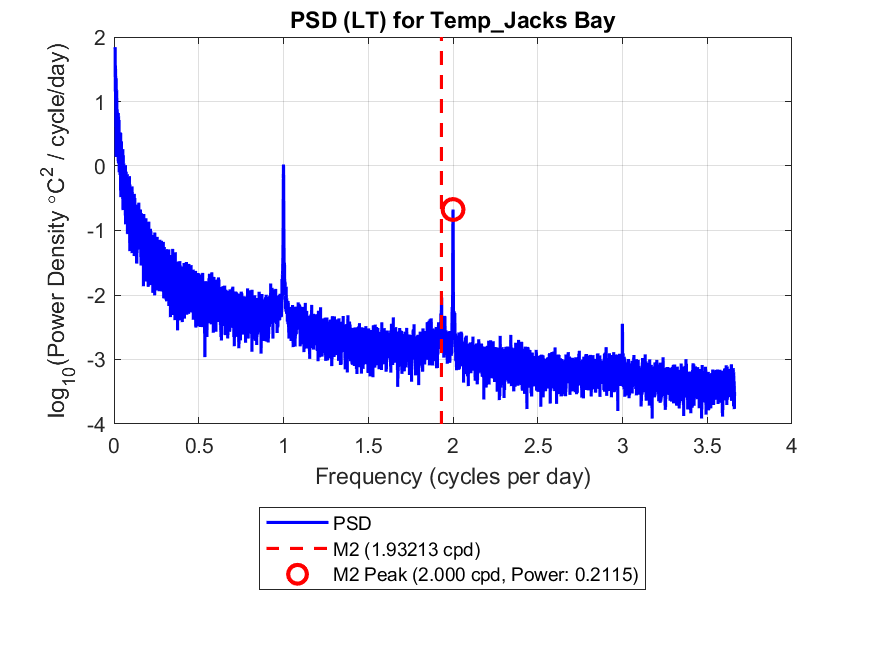 PSD (LT) for Temp_Jacks Bay
log10(Power Density °C2 / cycle/day)
2
1
0
-1
-2
-3
-4
0 0.5 1 1.5 2 2.5 3 3.5 4
Frequency (cycles per day)
PSD
M2 (1.93213 cpd)
M2 Peak (2.000 cpd, Power: 0.2115)